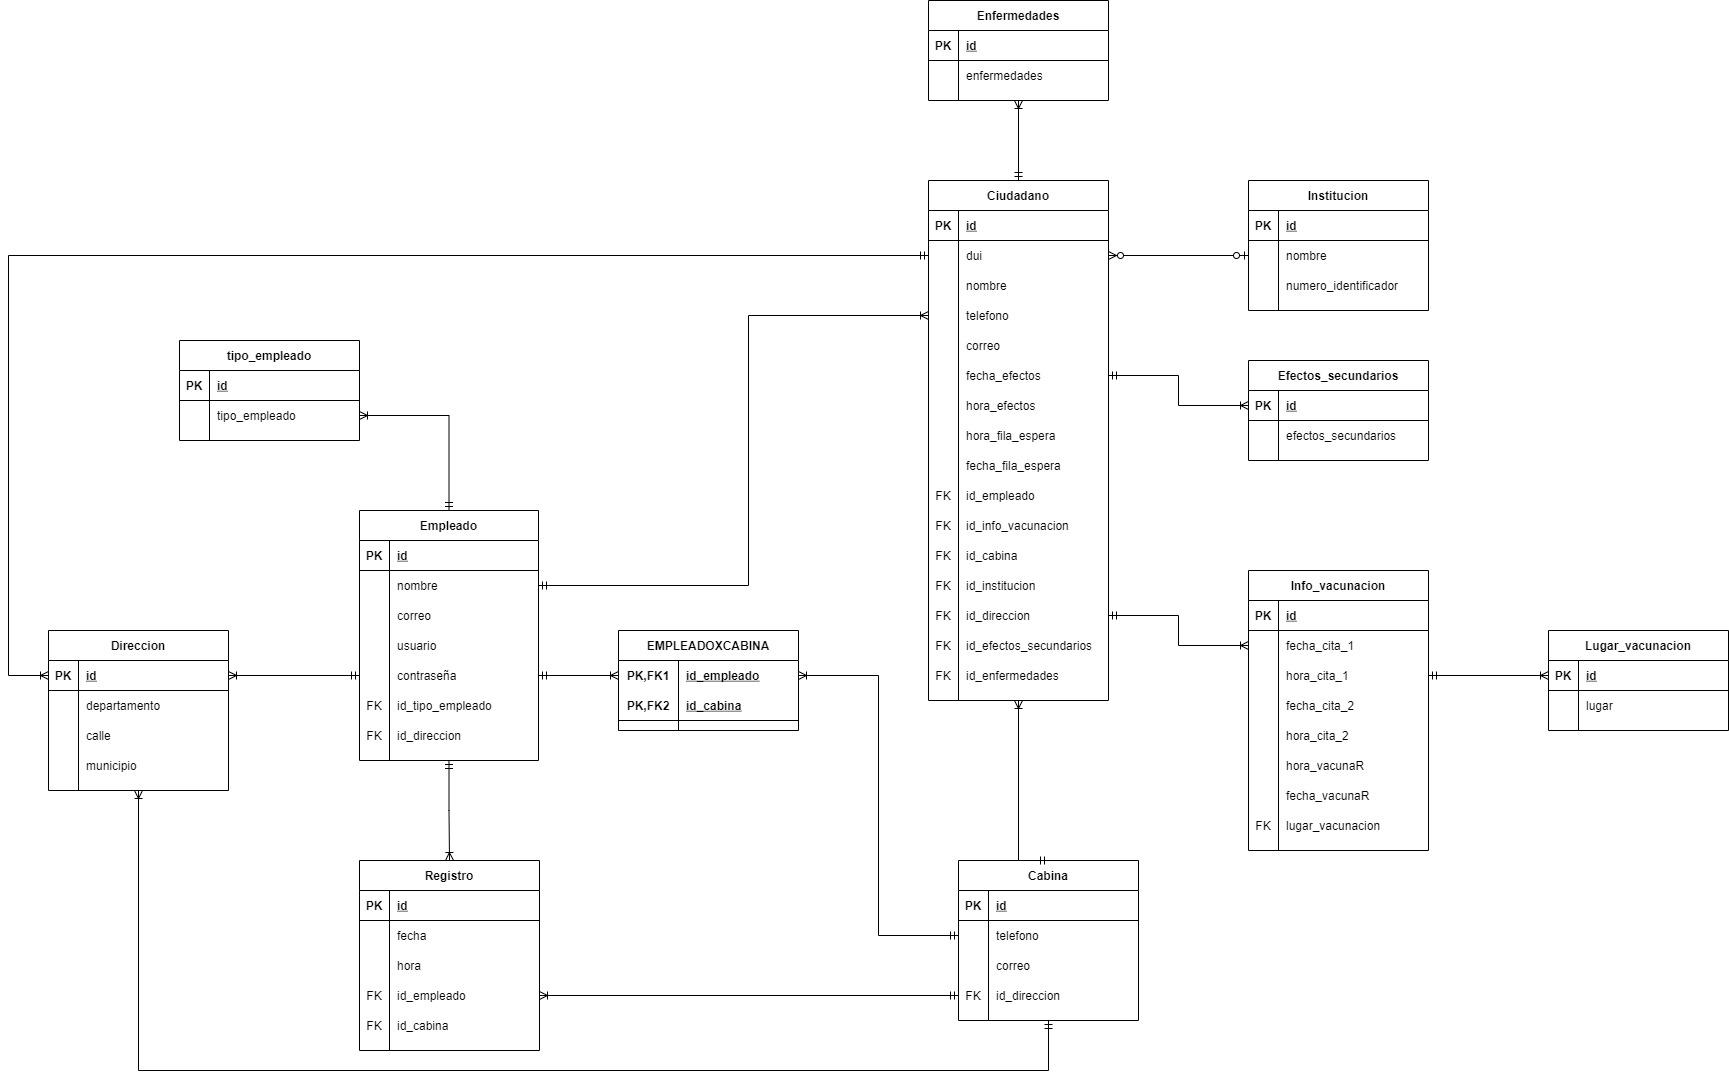 Enfermedades
PK id
enfermedades
Ciudadano
PK id
dui
nombre
telefono
correo
fecha_efectos
hora_efectos
hora_fila_espera
fecha_fila_espera
FK id_empleado
FK id_info_vacunacion
FK id_cabina
FK id_institucion
FK id_direccion
FK id_efectos_secundarios
FK id_enfermedades
Institucion
PK id
nombre
numero_identificador
tipo_empleado
PK id
tipo_empleado
Efectos_secundarios
PK id
efectos_secundarios
Empleado
PK id
nombre
correo
usuario
contraseña
FK id_tipo_empleado
FK id_direccion
Info_vacunacion
PK id
fecha_cita_1
hora_cita_1
fecha_cita_2
hora_cita_2
hora_vacunaR
fecha_vacunaR
FK lugar_vacunacion
Direccion
PK id
departamento
calle
municipio
EMPLEADOXCABINA
PK,FK1 id_empleado
PK,FK2 id_cabina
Lugar_vacunacion
PK id
lugar
Registro
PK id
fecha
hora
FK id_empleado
FK id_cabina
Cabina
PK id
telefono
correo
FK id_direccion